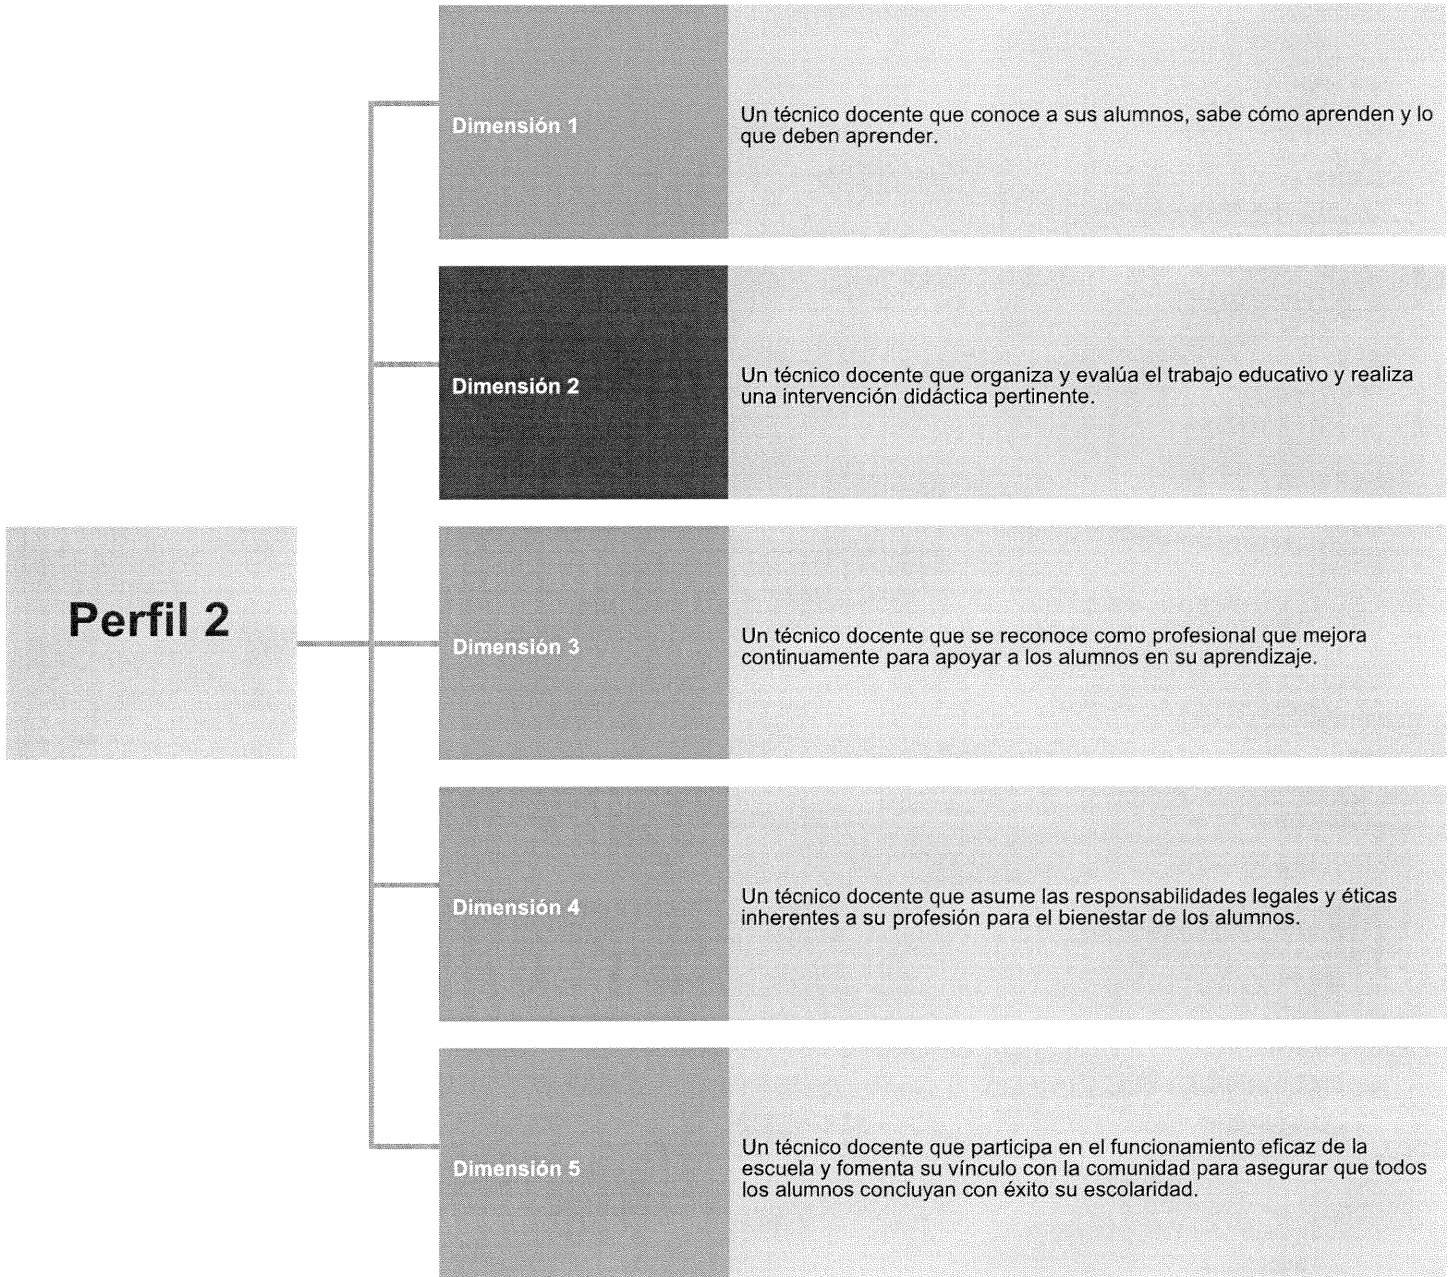 Dimensión 1
Un técnico docente que conoce a sus alumnos, sabe cómo aprenden y lo
que deben aprender.
Dimensión 2
Un técnico docente que organiza y evalúa el trabajo educativo y realiza
una intervención didáctica pertinente.
Perfil 2
Dimensión 3
Un técnico docente que se reconoce como profesional que mejora
continuamente para apoyar a los alumnos en su aprendizaje.
Dimensión 4
Un técnico docente que asume las responsabilidades legales y éticas
inherentes a su profesión para el bienestar de los alumnos.
Dimensión 5
Un técnico docente que participa en el funcionamiento eficaz de la
escuela y fomenta su vínculo con la comunidad para asegurar que todos
los alumnos concluyan con éxito su escolaridad.